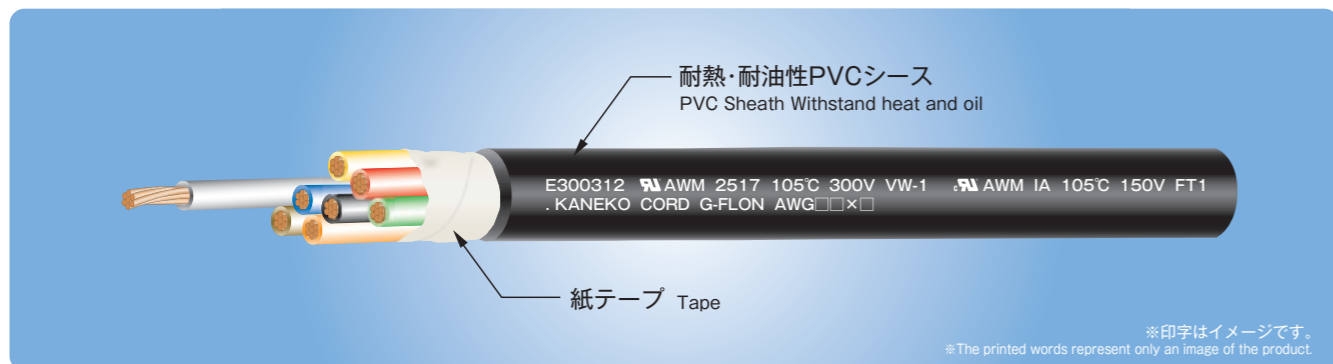 耐熱・耐油性PVCシース
PVC Sheath Withstand heat and oil
E300312 RU AWM 2517 105℃ 300V VW-1 cRU AWM IA 105℃ 150V FT1
. KANEKO CORD G-FLON AWG□□×□
紙テープ Tape
※印字はイメージです。
※The printed words represent only an image of the product.